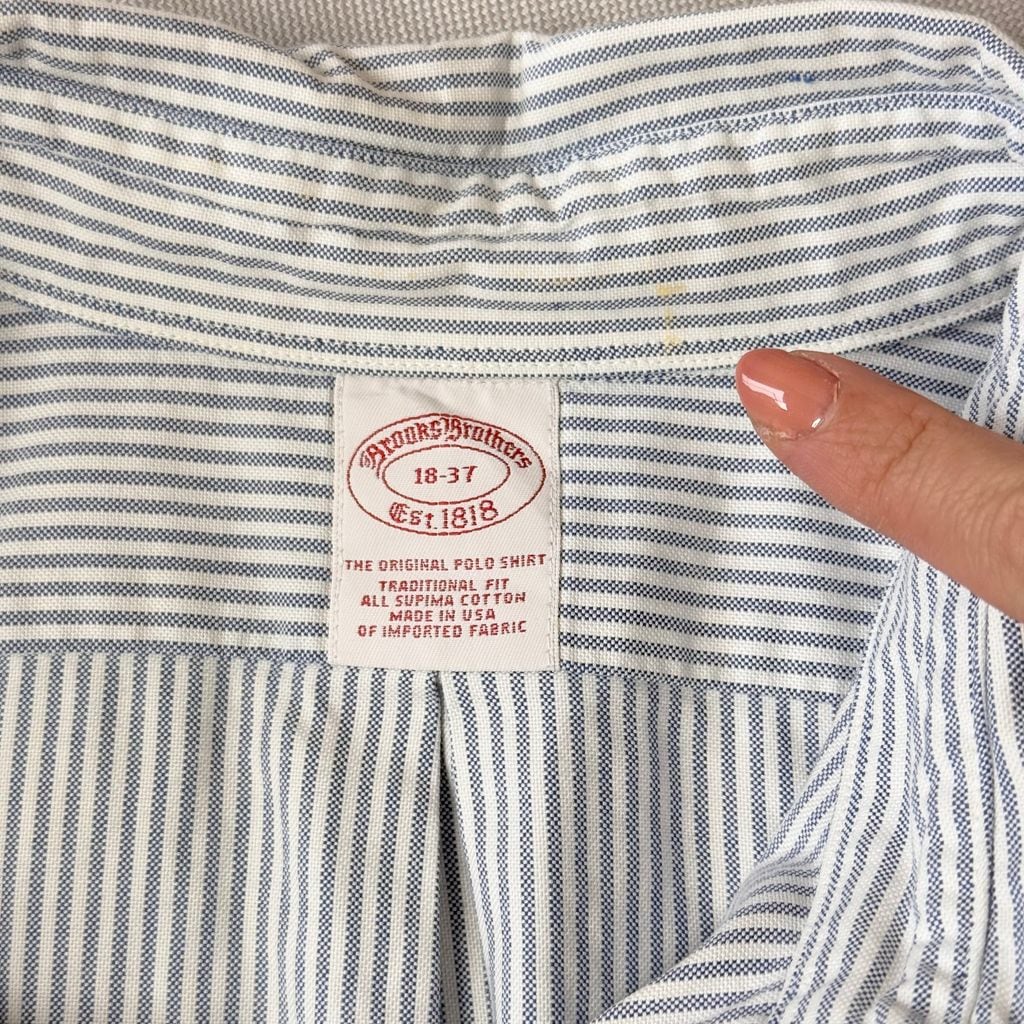 Brooks Brothers
18-37
Est. 1818
THE ORIGINAL POLO SHIRT
TRADITIONAL FIT
ALL SUPIMA COTTON
MADE IN USA
OF IMPORTED FABRIC